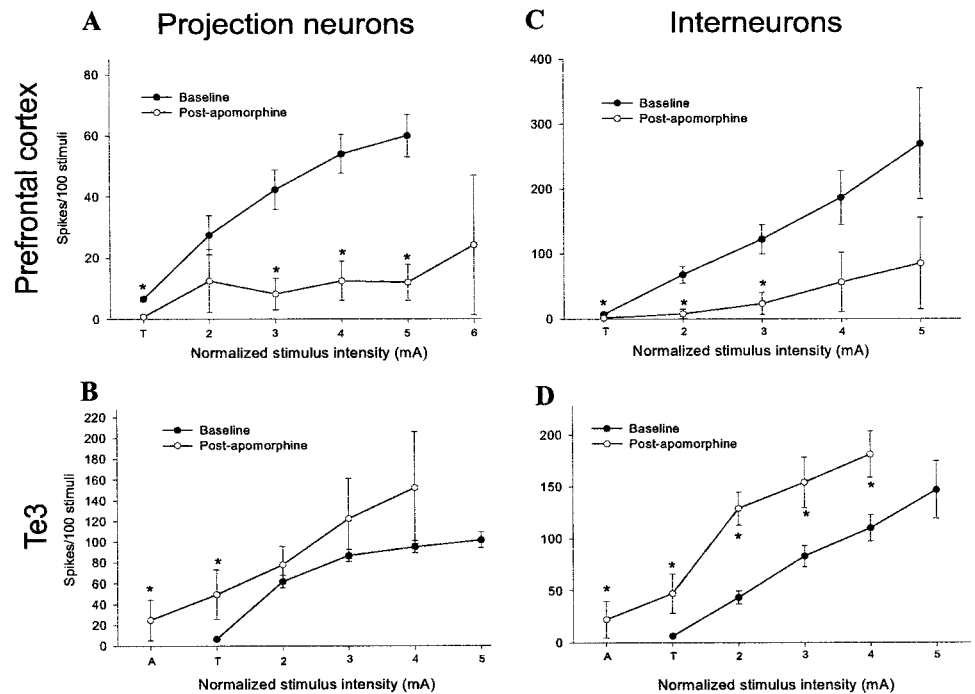 A Projection neurons
C Interneurons
Prefrontal cortex
Spikes/100 stimuli
80
60
40
20
0
Baseline
Post-apomorphine
*
*
*
*
T 2 3 4 5 6
Normalized stimulus intensity (mA)
400
300
200
100
0
Baseline
Post-apomorphine
*
*
*
T 2 3 4 5
Normalized stimulus intensity (mA)
B
D
Te3
Spikes/100 stimuli
220
200
180
160
140
120
100
80
60
40
20
0
Baseline
Post-apomorphine
*
*
A T 2 3 4 5
Normalized stimulus intensity (mA)
200
150
100
50
0
Baseline
Post-apomorphine
*
*
*
*
*
A T 2 3 4 5
Normalized stimulus intensity (mA)